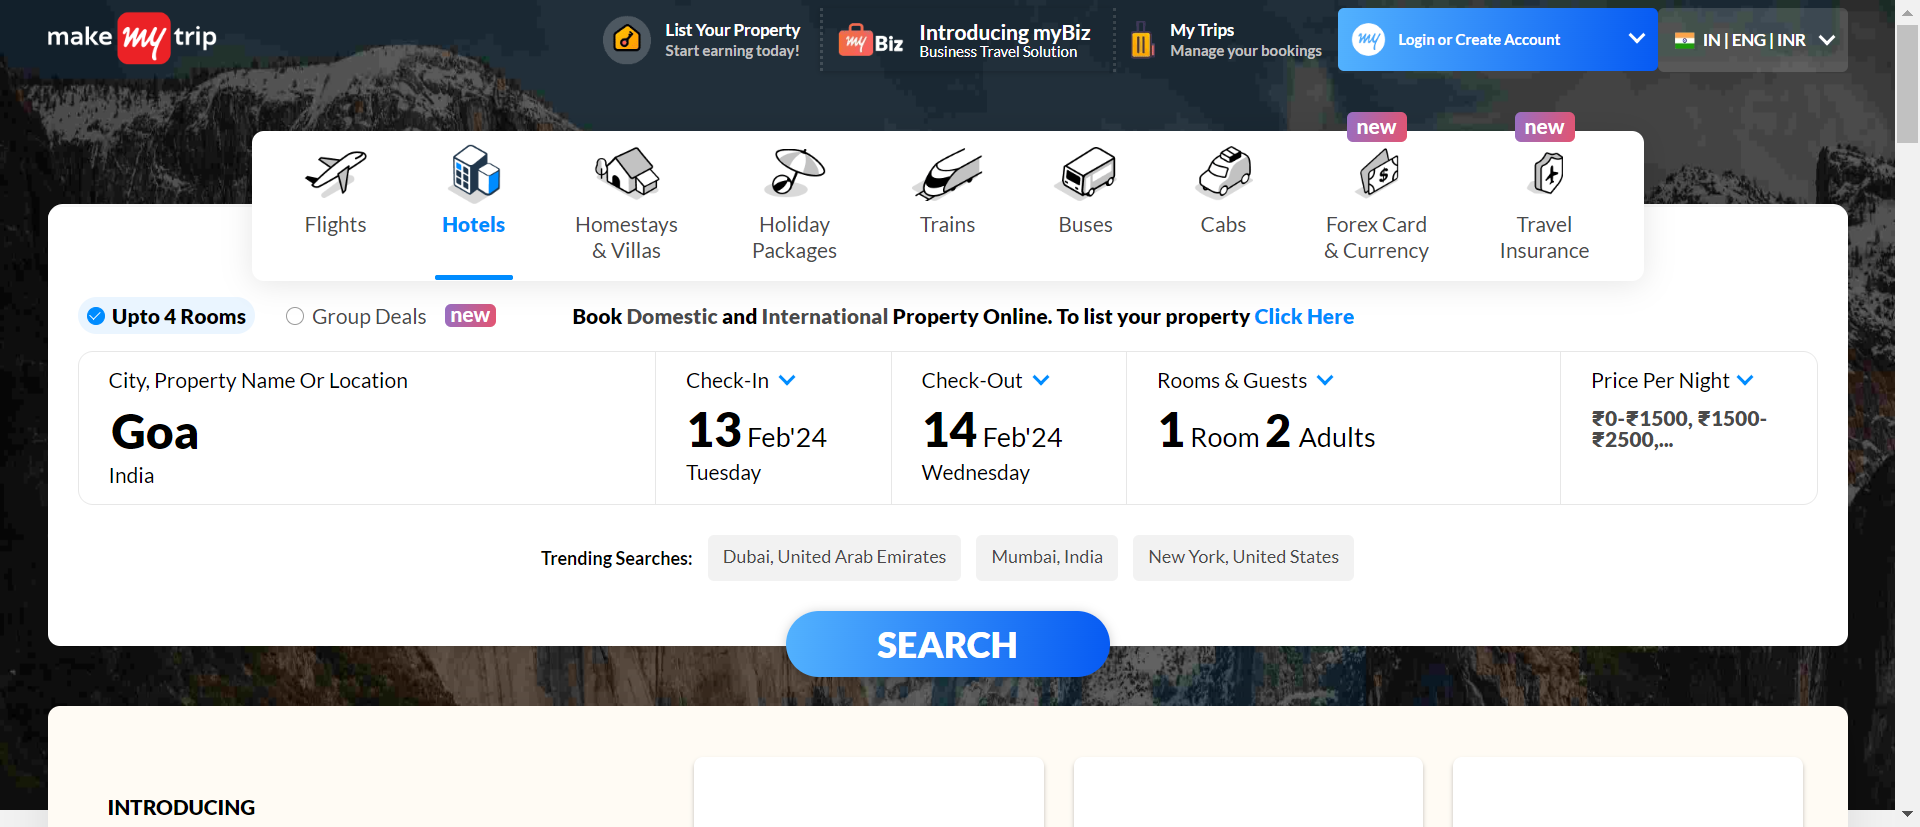 make my trip
List Your Property
Start earning today!
my Biz
Introducing myBiz
Business Travel Solution
My Trips
Manage your bookings
my Login or Create Account
IN | ENG | INR
new
new
Flights
Hotels
Homestays
& Villas
Holiday
Packages
Trains
Buses
Cabs
Forex Card
& Currency
Travel
Insurance
Upto 4 Rooms
Group Deals
new
Book Domestic and International Property Online. To list your property Click Here
City, Property Name Or Location
Goa
India
Check-In
13 Feb'24
Tuesday
Check-Out
14 Feb'24
Wednesday
Rooms & Guests
1 Room 2 Adults
Price Per Night
₹0-₹1500, ₹1500-
₹2500,...
Trending Searches:
Dubai, United Arab Emirates
Mumbai, India
New York, United States
SEARCH
INTRODUCING